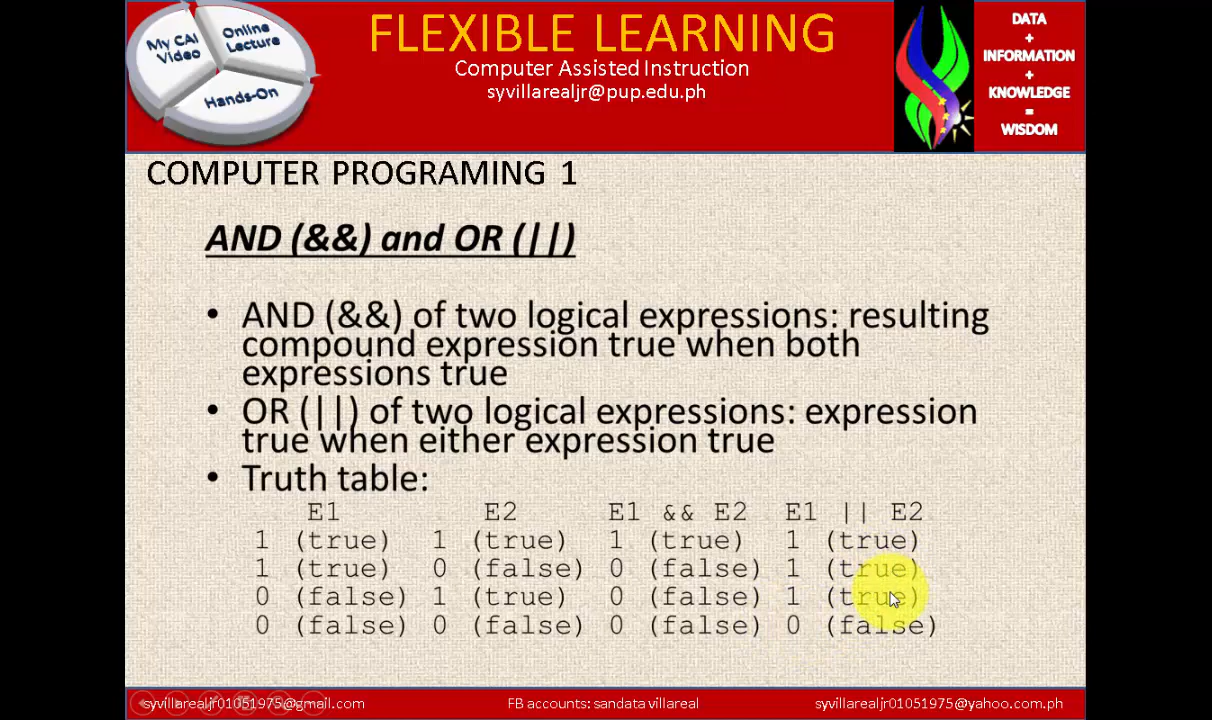 My CAI
Video
Online
Lecture
Hands-On
FLEXIBLE LEARNING
Computer Assisted Instruction
syvillarealjr@pup.edu.ph
DATA
+
INFORMATION
+
KNOWLEDGE
=
WISDOM
COMPUTER PROGRAMING 1
AND (&&) and OR (||)
• AND (&&) of two logical expressions: resulting
compound expression true when both
expressions true
• OR (||) of two logical expressions: expression
true when either expression true
• Truth table:
E1 E2 E1 && E2 E1 || E2
1 (true) 1 (true) 1 (true) 1 (true)
1 (true) 0 (false) 0 (false) 1 (true)
0 (false) 1 (true) 0 (false) 1 (true)
0 (false) 0 (false) 0 (false) 0 (false)
syvillarealjr01051975@gmail.com FB accounts: sandata villareal syvillarealjr01051975@yahoo.com.ph